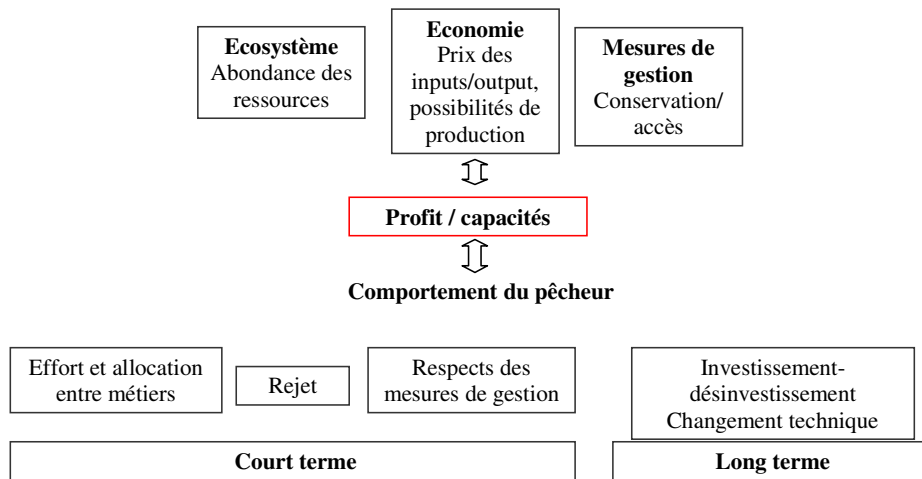 Ecosystème
Abondance des
ressources
Economie
Prix des
inputs/output,
possibilités de
production
Mesures de
gestion
Conservation/
accès
Profit / capacités
Comportement du pêcheur
Effort et allocation
entre métiers
Rejet
Respects des
mesures de gestion
Investissement-
désinvestissement
Changement technique
Court terme
Long terme